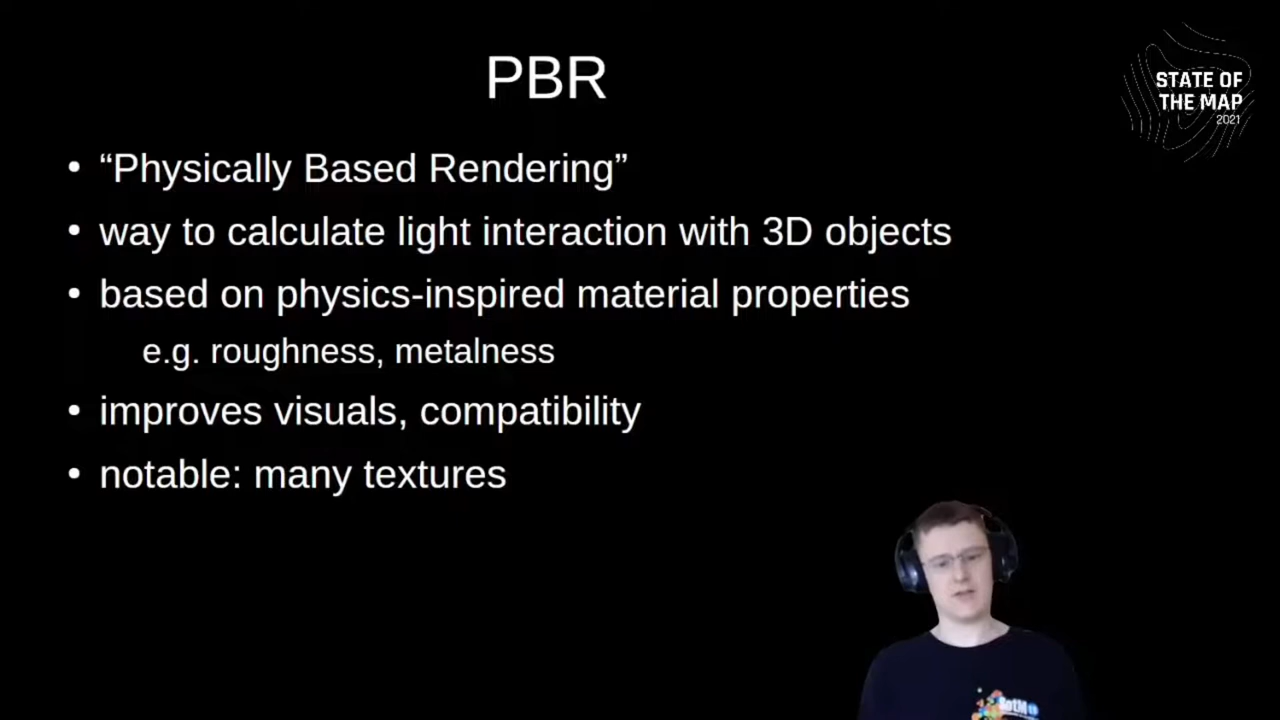 PBR
STATE OF
THE MAP
2021
• “Physically Based Rendering”
• way to calculate light interaction with 3D objects
• based on physics-inspired material properties
e.g. roughness, metalness
• improves visuals, compatibility
• notable: many textures
SotM